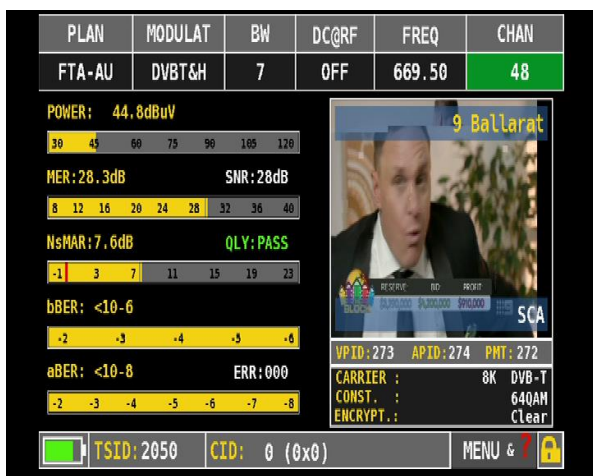 PLAN MODULAT BW DC@RF FREQ CHAN
FTA-AU DVBT&H 7 OFF 669.50 48
POWER: 44.8dBuV
30 45 60 75 90 105 120
MER:28.3dB SNR:28dB
8 12 16 20 24 28 32 36 40
NsMAR:7.6dB QLY:PASS
-1 3 7 11 15 19 23
bBER: <10-6
-2 -3 -4 -5 -6
aBER: <10-8 ERR:000
-2 -3 -4 -5 -6 -7 -8
9 Ballarat
RESERVE: BID: PROFIT:
$910,000
BLOCK
SCA
VPID:273 APID:274 PMT:272
CARRIER : 8K DVB-T
CONST. : 64QAM
ENCRYPT.: Clear
TSID:2050 CID: 0 (0x0) MENU & ?